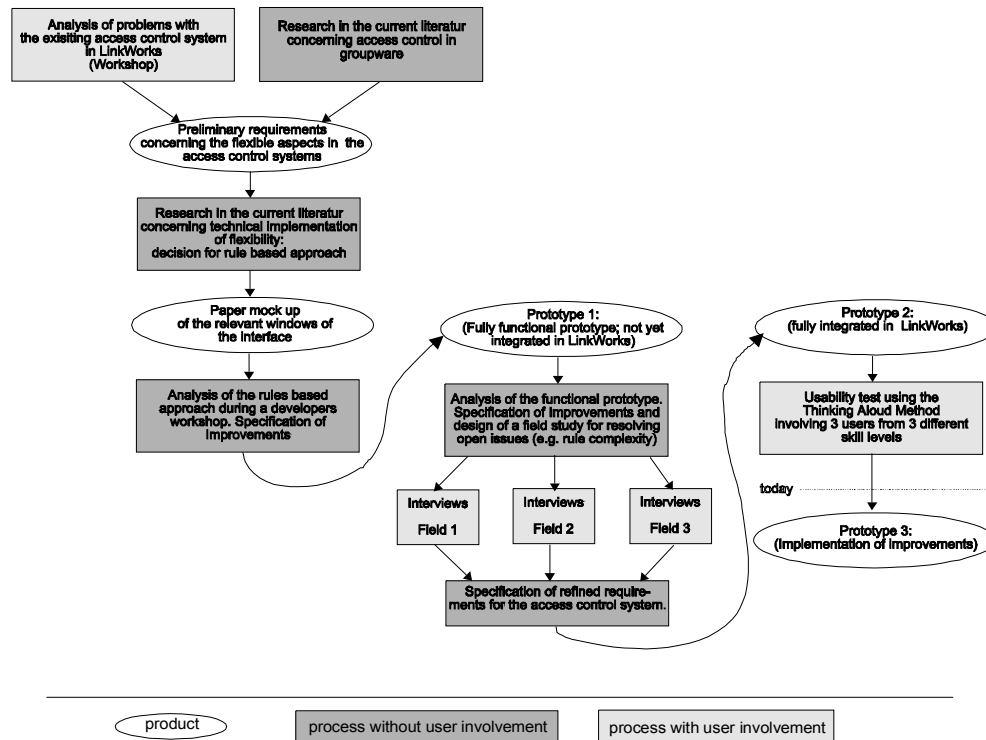 Analysis of problems with
the exisiting access control system
in LinkWorks
(Workshop)
Research in the current literatur
concerning access control in
groupware
Preliminary requirements
concerning the flexible aspects in the
access control systems
Research in the current literatur
concerning technical implementation
of flexibility:
decision for rule based approach
Paper mock up
of the relevant windows of
the interface
Analysis of the rules based
approach during a developers
workshop. Specification of
improvements
Prototype 1:
(Fully functional prototype; not yet
integrated in LinkWorks)
Analysis of the functional prototype.
Specification of improvements and
design of a field study for resolving
open issues (e.g. rule complexity)
Interviews
Field 1
Interviews
Field 2
Interviews
Field 3
Specification of refined require-
ments for the access control system.
Prototype 2:
(fully integrated in LinkWorks)
Usability test using the
Thinking Aloud Method
involving 3 users from 3 different
skill levels
today
Prototype 3:
(Implementation of improvements)
product
process without user involvement
process with user involvement